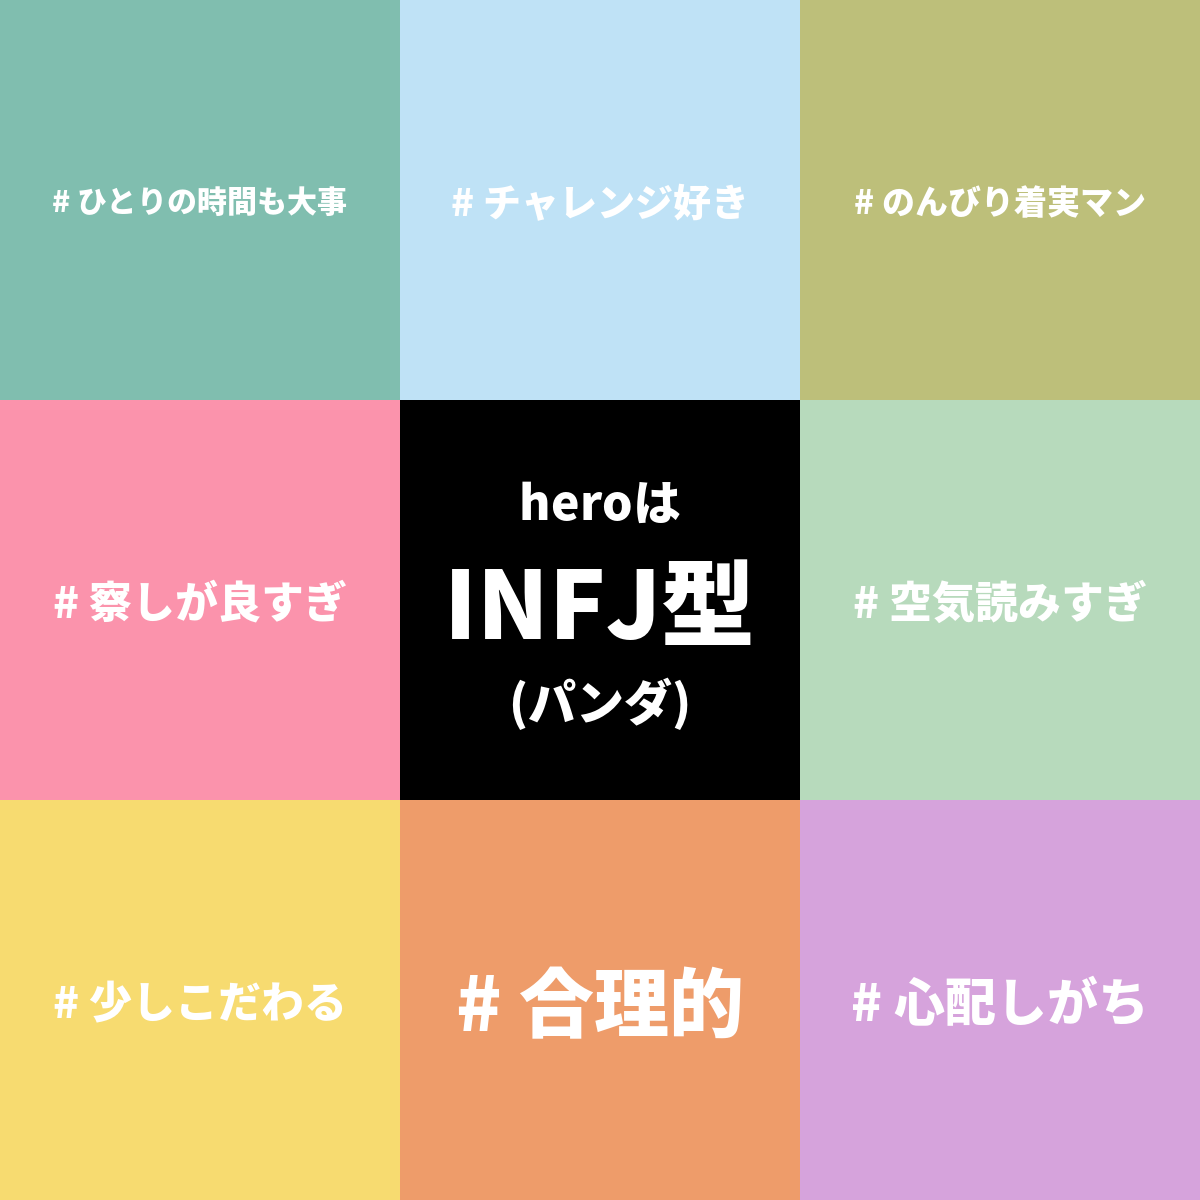 # ひとりの時間も大事
# チャレンジ好き
# のんびり着実マン
# 察しが良すぎ
heroは
INFJ型
(パンダ)
# 空気読みすぎ
# 少しこだわる
# 合理的
# 心配しがち